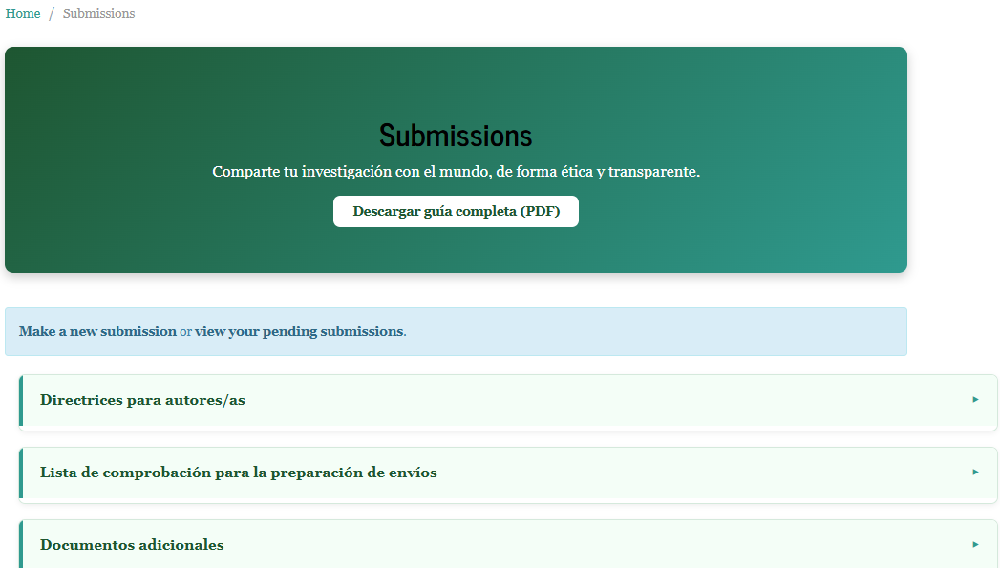 Home / Submissions
Submissions
Comparte tu investigación con el mundo, de forma ética y transparente.
Descargar guía completa (PDF)
Make a new submission or view your pending submissions.
Directrices para autores/as
Lista de comprobación para la preparación de envíos
Documentos adicionales